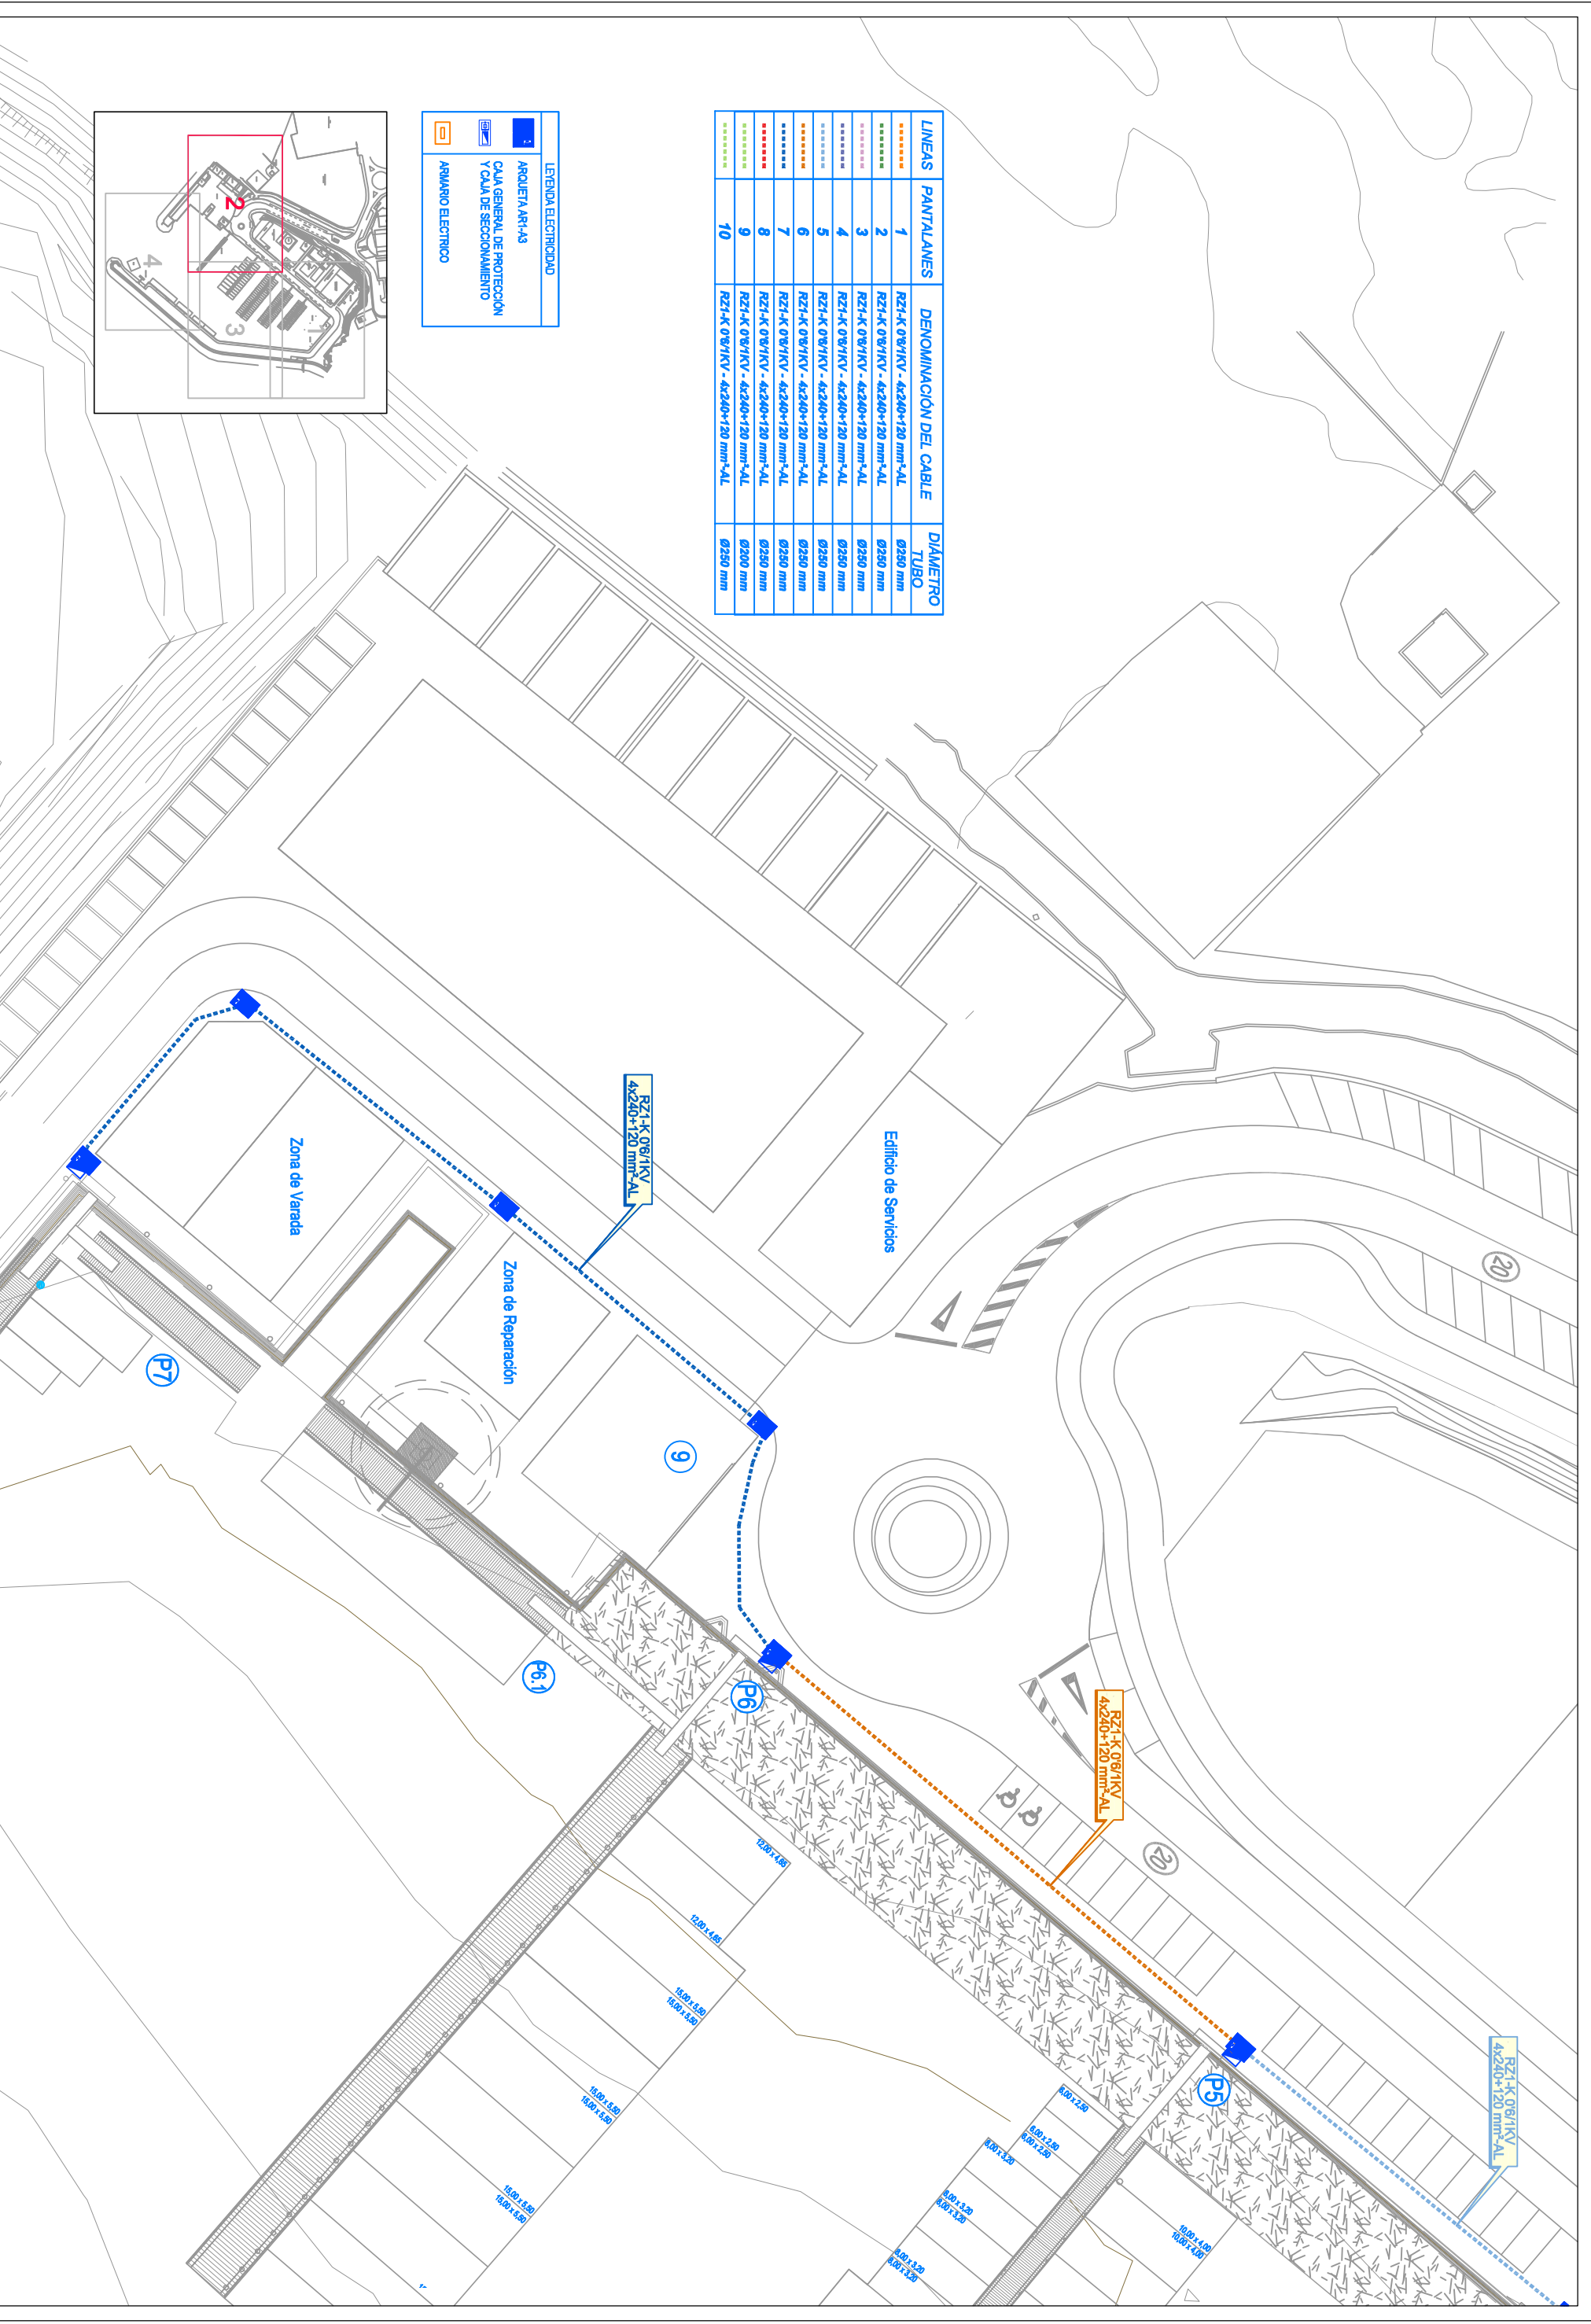 LINEAS PANTALANES DENOMINACIÓN DEL CABLE DIÁMETRO TUBO
1 RZ1-K 0'6/1KV - 4x240+120 mm²-AL Ø250 mm
2 RZ1-K 0'6/1KV - 4x240+120 mm²-AL Ø250 mm
3 RZ1-K 0'6/1KV - 4x240+120 mm²-AL Ø250 mm
4 RZ1-K 0'6/1KV - 4x240+120 mm²-AL Ø250 mm
5 RZ1-K 0'6/1KV - 4x240+120 mm²-AL Ø250 mm
6 RZ1-K 0'6/1KV - 4x240+120 mm²-AL Ø250 mm
7 RZ1-K 0'6/1KV - 4x240+120 mm²-AL Ø250 mm
8 RZ1-K 0'6/1KV - 4x240+120 mm²-AL Ø250 mm
9 RZ1-K 0'6/1KV - 4x240+120 mm²-AL Ø200 mm
10 RZ1-K 0'6/1KV - 4x240+120 mm²-AL Ø250 mm
LEYENDA ELECTRICIDAD
ARQUETA AR1-A3
CAJA GENERAL DE PROTECCIÓN
Y CAJA DE SECCIONAMIENTO
ARMARIO ELECTRICO
1
2
3
4
Edificio de Servicios
RZ1-K 0'6/1KV
4x240+120 mm²-AL
Zona de Varada
Zona de Reparación
9
P7
P6.1
P6
20
20
RZ1-K 0'6/1KV
4x240+120 mm²-AL
RZ1-K 0'6/1KV
4x240+120 mm²-AL
P5
12,00 x 4,65
12,00 x 4,65
15,00 x 5,50
15,00 x 5,50
15,00 x 5,50
15,00 x 5,50
15,00 x 5,50
15,00 x 5,50
6,00 x 2,50
6,00 x 2,50
6,00 x 2,50
8,00 x 3,20
8,00 x 3,20
8,00 x 3,20
8,00 x 3,20
8,00 x 3,20
10,00 x 4,00
10,00 x 4,00